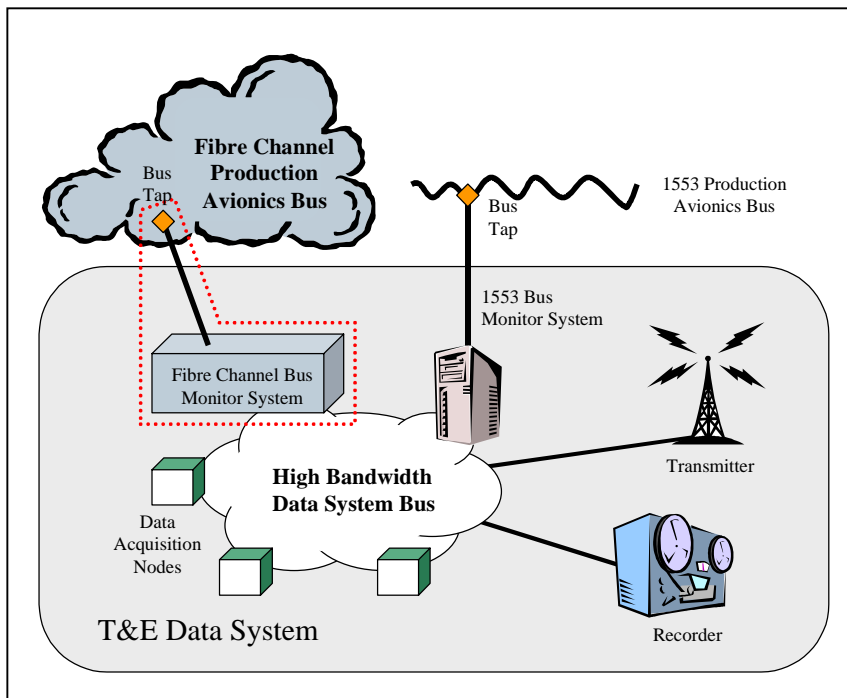 Fibre Channel
Production
Avionics Bus
Bus
Tap
Bus
Tap
1553 Production
Avionics Bus
1553 Bus
Monitor System
Fibre Channel Bus
Monitor System
Transmitter
High Bandwidth
Data System Bus
Data
Acquisition
Nodes
T&E Data System
Recorder